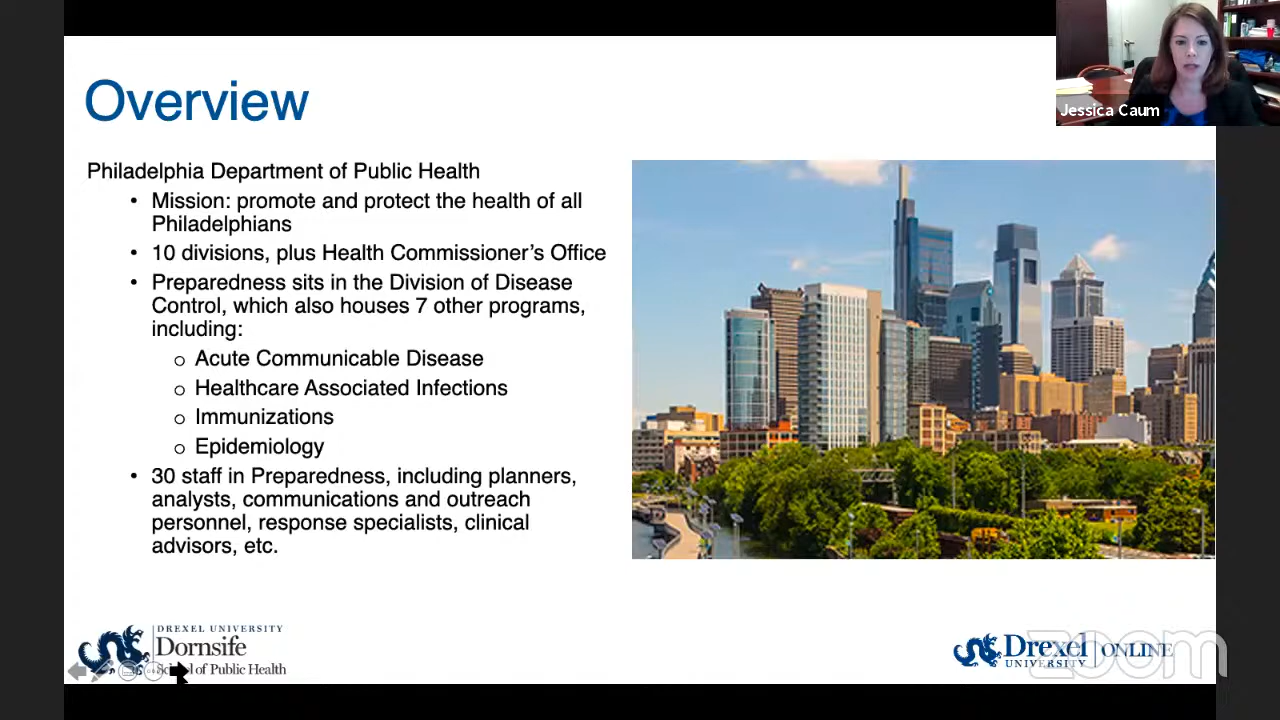 Overview
Jessica Caum
Philadelphia Department of Public Health
• Mission: promote and protect the health of all
Philadelphians
• 10 divisions, plus Health Commissioner’s Office
• Preparedness sits in the Division of Disease
Control, which also houses 7 other programs,
including:
o Acute Communicable Disease
o Healthcare Associated Infections
o Immunizations
o Epidemiology
• 30 staff in Preparedness, including planners,
analysts, communications and outreach
personnel, response specialists, clinical
advisors, etc.
DREXEL UNIVERSITY
Dornsife
School of Public Health
Drexel
UNIVERSITY
ONLINE
zoom